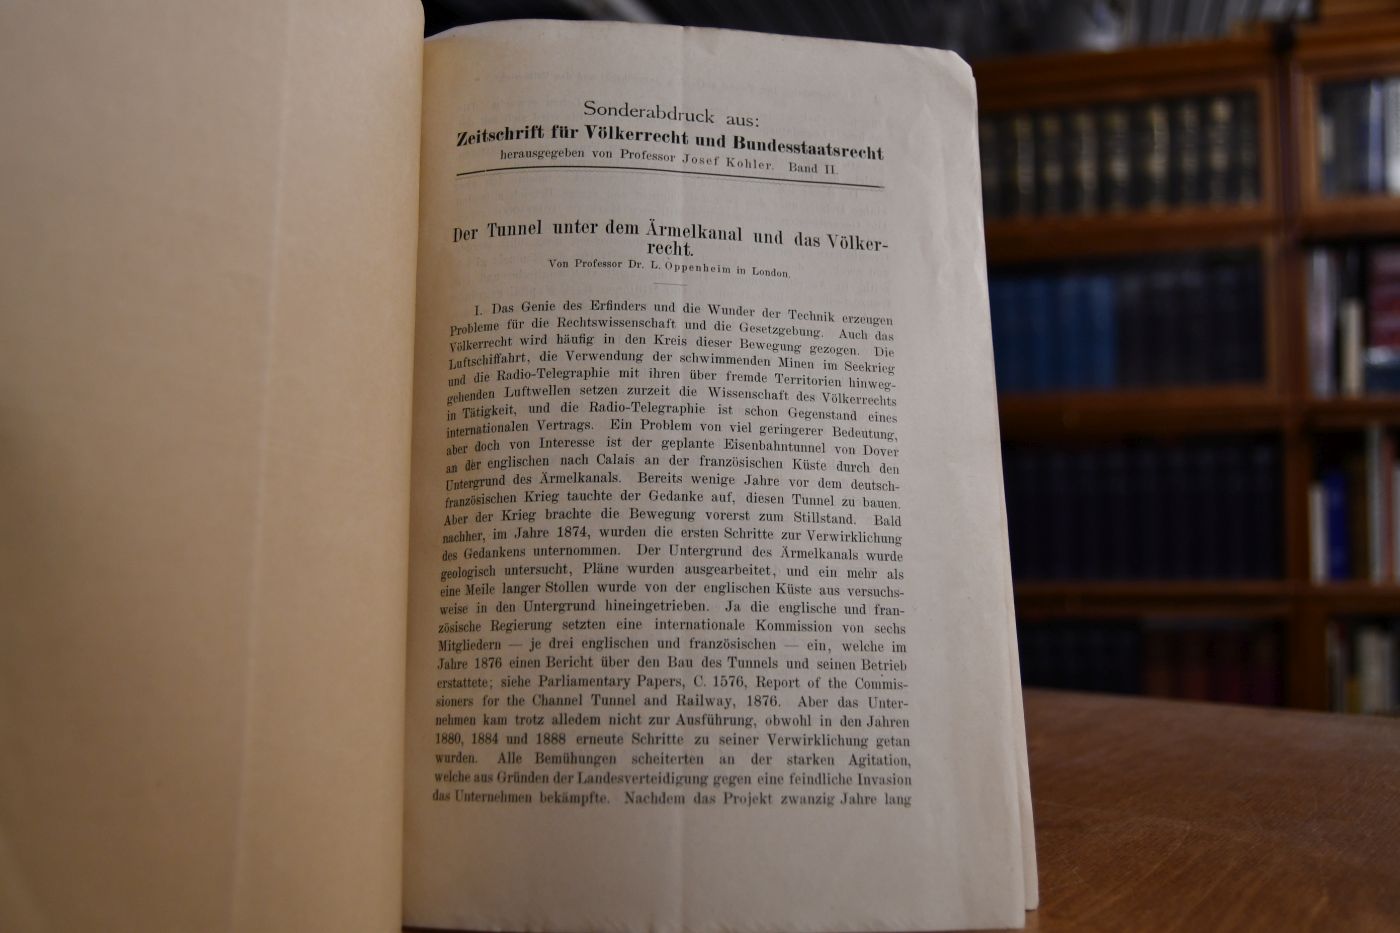 Sonderabdruck aus:
Zeitschrift für Völkerrecht und Bundesstaatsrecht
herausgegeben von Professor Josef Kohler. Band II.
Der Tunnel unter dem Ärmelkanal und das Völker-
recht.
Von Professor Dr. L. Oppenheim in London.
I. Das Genie des Erfinders und die Wunder der Technik erzeugen
Probleme für die Rechtswissenschaft und die Gesetzgebung. Auch das
Völkerrecht wird häufig in den Kreis dieser Bewegung gezogen. Die
Luftschiffahrt, die Verwendung der schwimmenden Minen im Seekrieg
und die Radio-Telegraphie mit ihren über fremde Territorien hinweg-
gehenden Luftwellen setzen zurzeit die Wissenschaft des Völkerrechts
in Tätigkeit, und die Radio-Telegraphie ist schon Gegenstand eines
internationalen Vertrags. Ein Problem von viel geringerer Bedeutung,
aber doch von Interesse ist der geplante Eisenbahntunnel von Dover
an der englischen nach Calais an der französischen Küste durch den
Untergrund des Ärmelkanals. Bereits wenige Jahre vor dem deutsch-
französischen Krieg tauchte der Gedanke auf, diesen Tunnel zu bauen.
Aber der Krieg brachte die Bewegung vorerst zum Stillstand. Bald
nachher, im Jahre 1874, wurden die ersten Schritte zur Verwirklichung
des Gedankens unternommen. Der Untergrund des Ärmelkanals wurde
geologisch untersucht, Pläne wurden ausgearbeitet, und ein mehr als
eine Meile langer Stollen wurde von der englischen Küste aus versuchs-
weise in den Untergrund hineingetrieben. Ja die englische und fran-
zösische Regierung setzten eine internationale Kommission von sechs
Mitgliedern — je drei englischen und französischen — ein, welche im
Jahre 1876 einen Bericht über den Bau des Tunnels und seinen Betrieb
erstattete; siehe Parliamentary Papers, C. 1576, Report of the Commis-
sioners for the Channel Tunnel and Railway, 1876. Aber das Unter-
nehmen kam trotz alledem nicht zur Ausführung, obwohl in den Jahren
1880, 1884 und 1888 erneute Schritte zu seiner Verwirklichung getan
wurden. Alle Bemühungen scheiterten an der starken Agitation,
welche aus Gründen der Landesverteidigung gegen eine feindliche Invasion
das Unternehmen bekämpfte. Nachdem das Projekt zwanzig Jahre lang